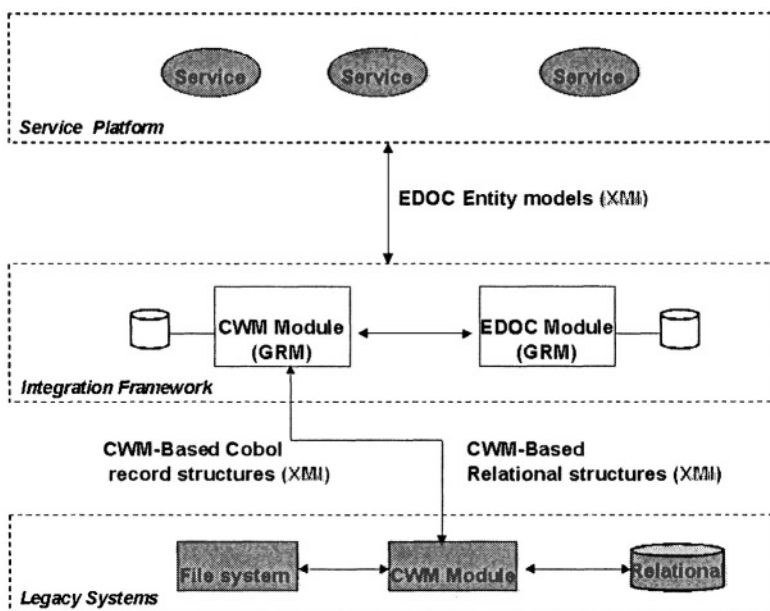 Service
Service
Service
Service Platform
EDOC Entity models (XMI)
CWM Module
(GRM)
EDOC Module
(GRM)
Integration Framework
CWM-Based Cobol
record structures (XMI)
CWM-Based
Relational structures (XMI)
File system
CWM Module
Relational
Legacy Systems